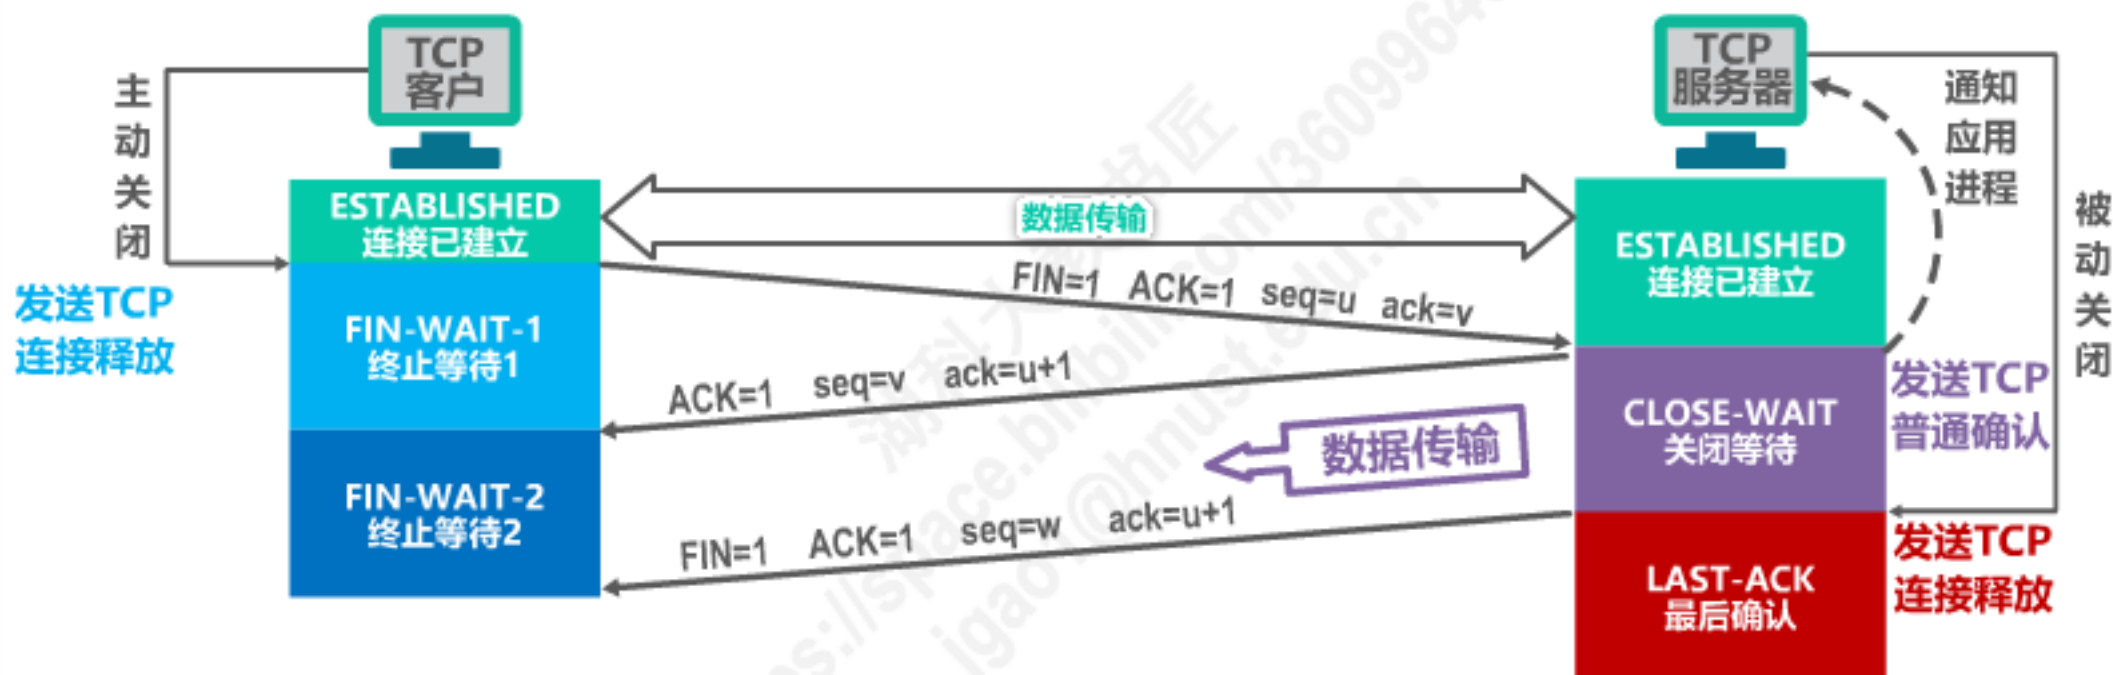 TCP
客户
TCP
服务器
主动关闭
通知
应用
进程
被动关闭
ESTABLISHED
连接已建立
数据传输
ESTABLISHED
连接已建立
发送TCP
连接释放
FIN=1 ACK=1 seq=u ack=v
FIN-WAIT-1
终止等待1
ACK=1 seq=v ack=u+1
发送TCP
普通确认
CLOSE-WAIT
关闭等待
数据传输
FIN-WAIT-2
终止等待2
FIN=1 ACK=1 seq=w ack=u+1
发送TCP
连接释放
LAST-ACK
最后确认